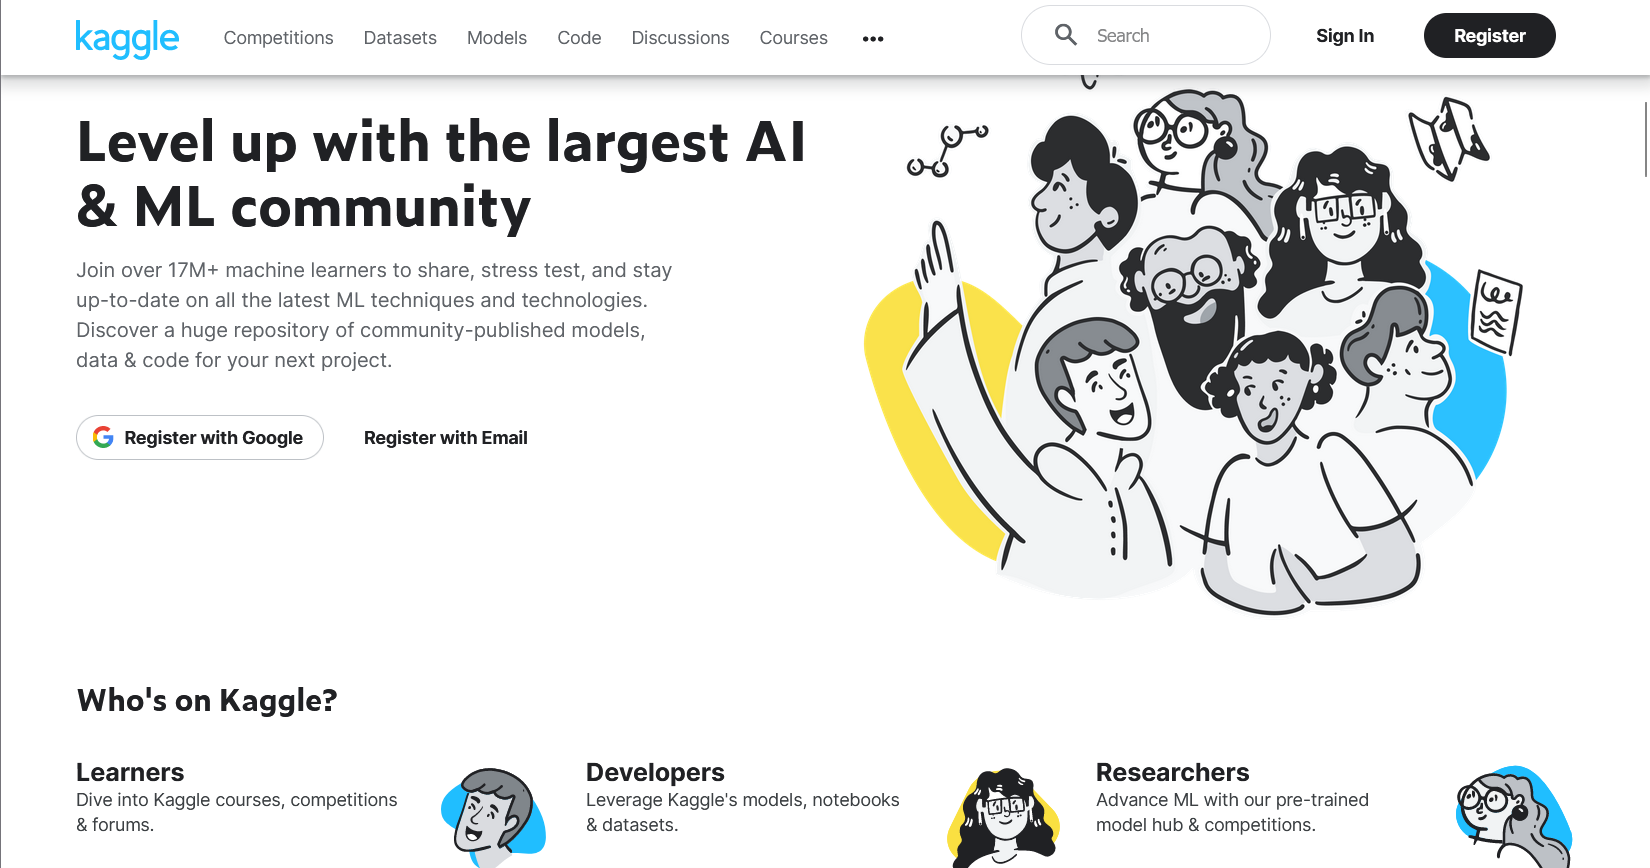 kaggle
Competitions Datasets Models Code Discussions Courses •••
Search
Sign In
Register
Level up with the largest AI
& ML community
Join over 17M+ machine learners to share, stress test, and stay
up-to-date on all the latest ML techniques and technologies.
Discover a huge repository of community-published models,
data & code for your next project.
Register with Google
Register with Email
Who's on Kaggle?
Learners
Dive into Kaggle courses, competitions
& forums.
Developers
Leverage Kaggle's models, notebooks
& datasets.
Researchers
Advance ML with our pre-trained
model hub & competitions.